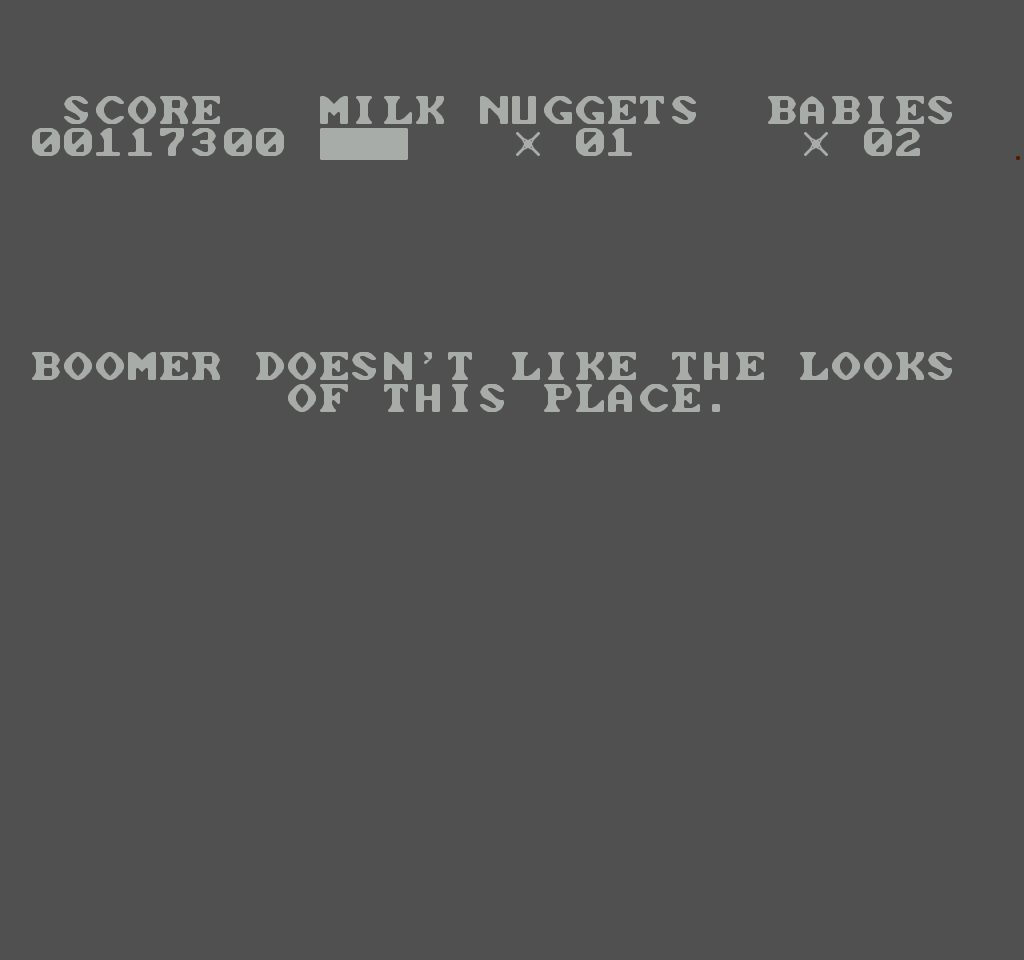 SCORE MILK NUGGETS BABIES
00117300 × 01 × 02
BOOMER DOESN'T LIKE THE LOOKS
OF THIS PLACE.